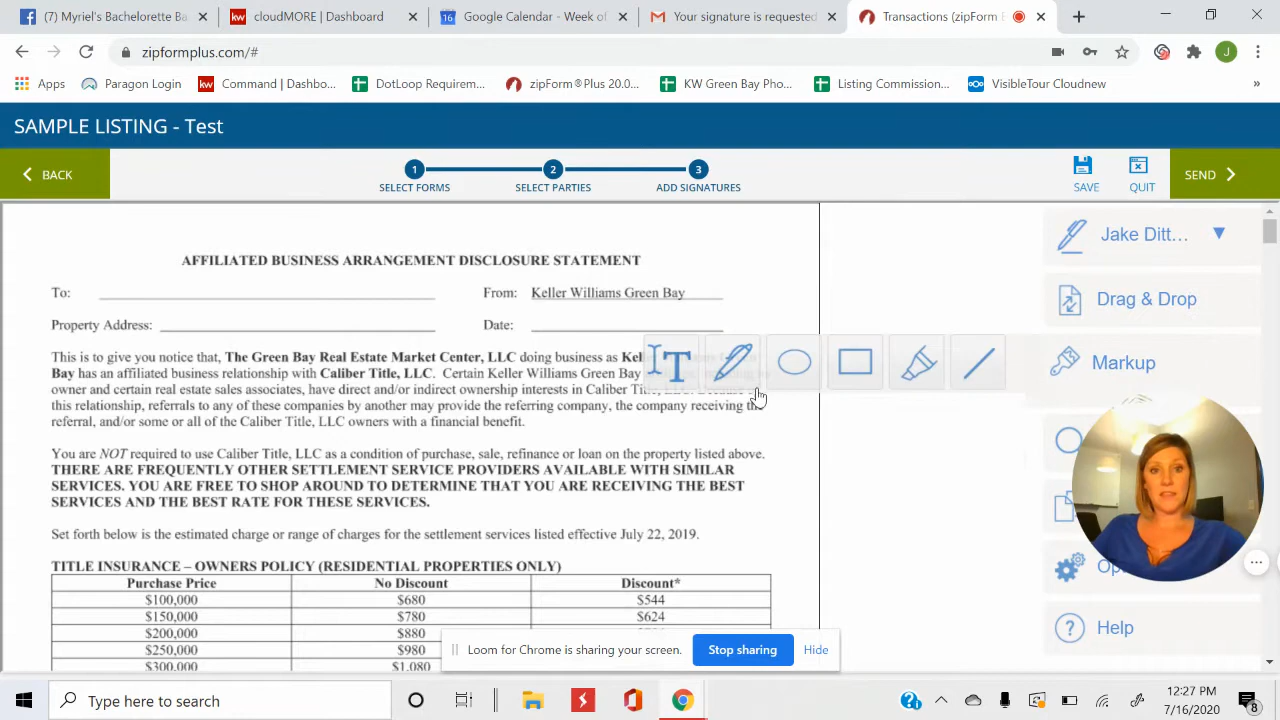 (7) Myriel's Bachelorette Ba
cloudMORE | Dashboard
Google Calendar - Week of
Your signature is requested
Transactions (zipForm E
zipformplus.com/#
J
Apps
Paragon Login
Command | Dashbo...
DotLoop Requirem...
zipForm®Plus 20.0...
KW Green Bay Pho...
Listing Commissio...
VisibleTour Cloudnew
»
SAMPLE LISTING - Test
BACK
1
2
3
SELECT FORMS
SELECT PARTIES
ADD SIGNATURES
SAVE
QUIT
SEND
AFFILIATED BUSINESS ARRANGEMENT DISCLOSURE STATEMENT
To:
From: Keller Williams Green Bay
Property Address:
Date:
This is to give you notice that, The Green Bay Real Estate Market Center, LLC doing business as
Bay has an affiliated business relationship with Caliber Title, LLC. Certain Keller Williams Green Bay
owner and certain real estate sales associates, have direct and/or indirect ownership interests in Caliber
this relationship, referrals to any of these companies by another may provide the referring company, the company receiving the
referral, and/or some or all of the Caliber Title, LLC owners with a financial benefit.
You are NOT required to use Caliber Title, LLC as a condition of purchase, sale, refinance or loan on the property listed above.
THERE ARE FREQUENTLY OTHER SETTLEMENT SERVICE PROVIDERS AVAILABLE WITH SIMILAR
SERVICES. YOU ARE FREE TO SHOP AROUND TO DETERMINE THAT YOU ARE RECEIVING THE BEST
SERVICES AND THE BEST RATE FOR THESE SERVICES.
Set forth below is the estimated charge or range of charges for the settlement services listed effective July 22, 2019.
TITLE INSURANCE – OWNERS POLICY (RESIDENTIAL PROPERTIES ONLY)
Purchase Price No Discount Discount*
$100,000 $680 $544
$150,000 $780 $624
$200,000 $880
$250,000 $980
$300,000 $1,080
T
Jake Ditt...
Drag & Drop
Markup
Help
Loom for Chrome is sharing your screen.
Stop sharing
Hide
Type here to search
12:27 PM
7/16/2020
8